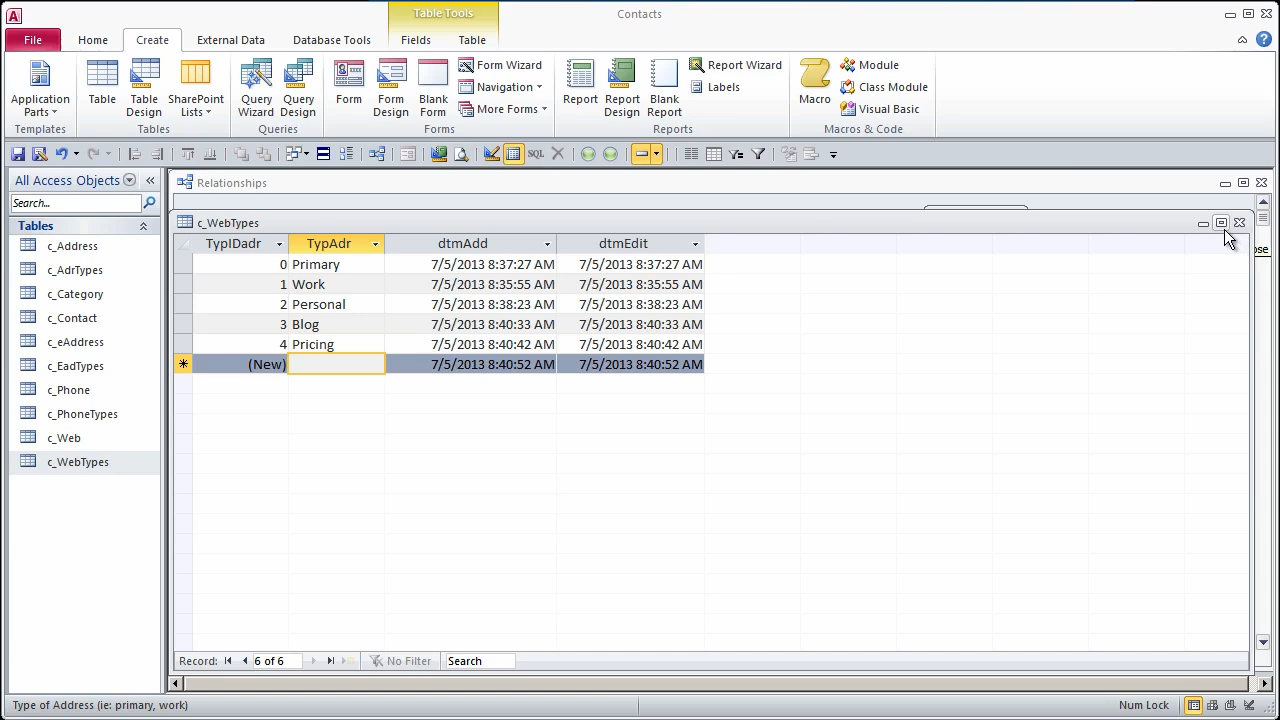 Table Tools
Contacts
File Home Create External Data Database Tools Fields Table
Application Parts
Table
Table Design
SharePoint Lists
Query Wizard
Query Design
Form
Form Design
Blank Form
Form Wizard
Navigation
More Forms
Report
Report Design
Blank Report
Report Wizard
Labels
Macro
Module
Class Module
Visual Basic
Templates Tables Queries Forms Reports Macros & Code
SQL
All Access Objects
Search...
Tables
c_Address
c_AdrTypes
c_Category
c_Contact
c_eAddress
c_EadTypes
c_Phone
c_PhoneTypes
c_Web
c_WebTypes
Relationships
c_WebTypes
ose
TypIDadr TypAdr dtmAdd dtmEdit
0 Primary 7/5/2013 8:37:27 AM 7/5/2013 8:37:27 AM
1 Work 7/5/2013 8:35:55 AM 7/5/2013 8:35:55 AM
2 Personal 7/5/2013 8:38:23 AM 7/5/2013 8:38:23 AM
3 Blog 7/5/2013 8:40:33 AM 7/5/2013 8:40:33 AM
4 Pricing 7/5/2013 8:40:42 AM 7/5/2013 8:40:42 AM
(New) 7/5/2013 8:40:52 AM 7/5/2013 8:40:52 AM
Record: 6 of 6 No Filter Search
Type of Address (ie: primary, work)
Num Lock